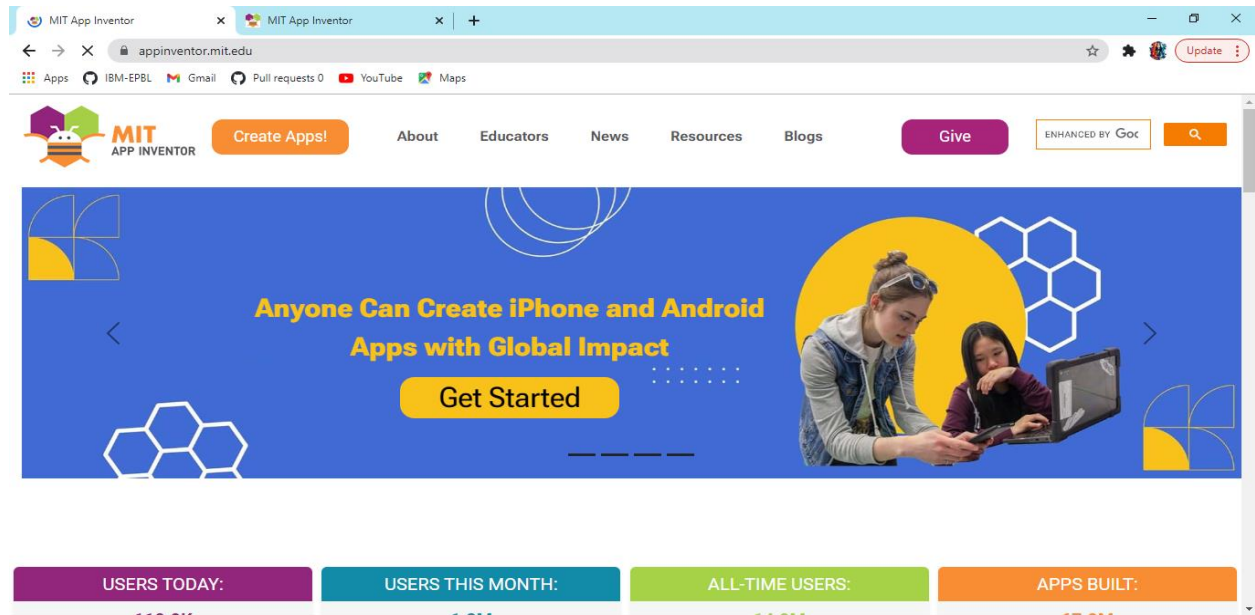 MIT App Inventor
MIT App Inventor
appinventor.mit.edu
Update
Apps
IBM-EPBL
Gmail
Pull requests 0
YouTube
Maps
MIT
APP INVENTOR
Create Apps!
About
Educators
News
Resources
Blogs
Give
ENHANCED BY
Anyone Can Create iPhone and Android
Apps with Global Impact
Get Started
USERS TODAY:
USERS THIS MONTH:
ALL-TIME USERS:
APPS BUILT: